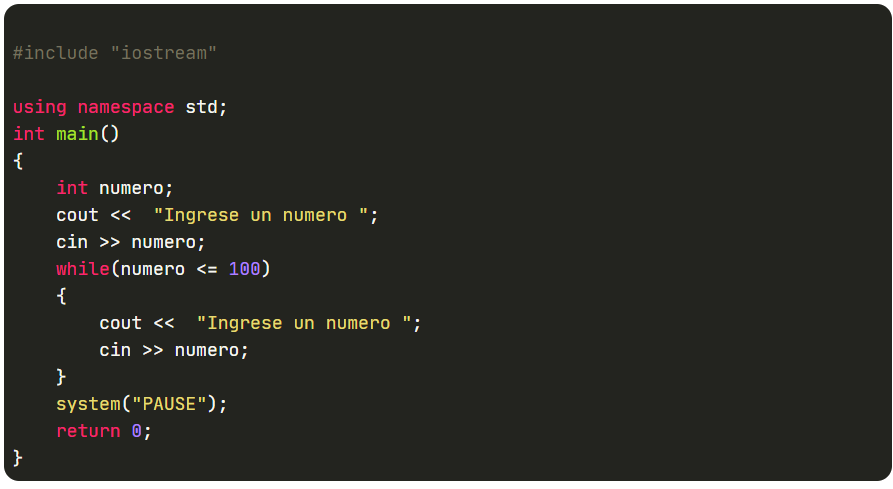 #include "iostream"
using namespace std;
int main()
{
    int numero;
    cout <<  "Ingrese un numero ";
    cin >> numero;
    while(numero <= 100)
    {
        cout <<  "Ingrese un numero ";
        cin >> numero;
    }
    system("PAUSE");
    return 0;
}